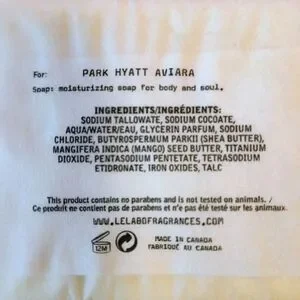 For: PARK HYATT AVIARA
Soap: moisturizing soap for body and soul.
INGREDIENTS/INGRÉDIENTS:
SODIUM TALLOWATE, SODIUM COCOATE,
AQUA/WATER/EAU, GLYCERIN PARFUM, SODIUM
CHLORIDE, BUTYROSPERMUM PARKII (SHEA BUTTER),
MANGIFERA INDICA (MANGO) SEED BUTTER, TITANIUM
DIOXIDE, PENTASODIUM PENTETATE, TETRASODIUM
ETIDRONATE, IRON OXIDES, TALC
This product contains no parabens and is not tested on animals. /
Ce produit ne contient pas de parabens et n'a pas été testé sur les animaux.
WWW.LELABOFRAGRANCES.COM
12M
MADE IN CANADA
FABRIQUÉ AU CANADA